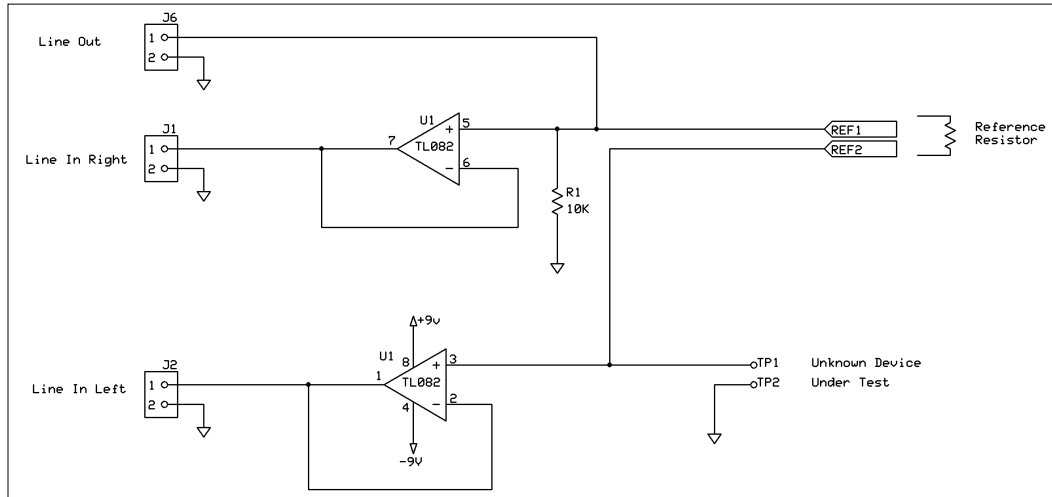 J6
Line Out
1
2
J1
Line In Right
1
2
U1
TL082
7
+
5
-
6
R1
10K
REF1
REF2
Reference
Resistor
J2
Line In Left
1
2
+9v
U1
TL082
8
1
+
3
-
2
4
-9V
TP1
Unknown Device
TP2
Under Test